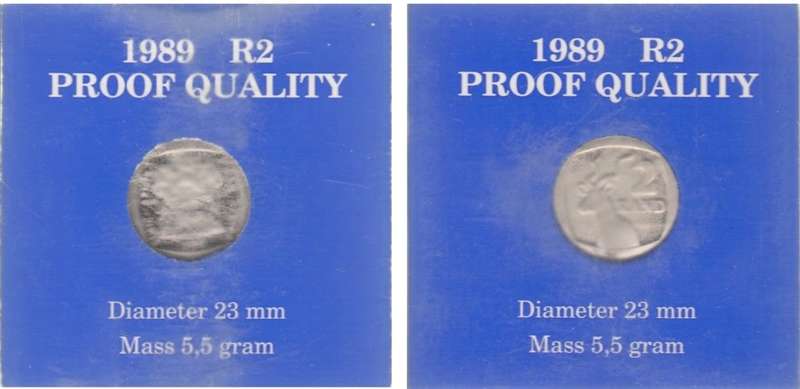 1989 R2
PROOF QUALITY
Diameter 23 mm
Mass 5,5 gram
1989 R2
PROOF QUALITY
2
RAND
Diameter 23 mm
Mass 5,5 gram